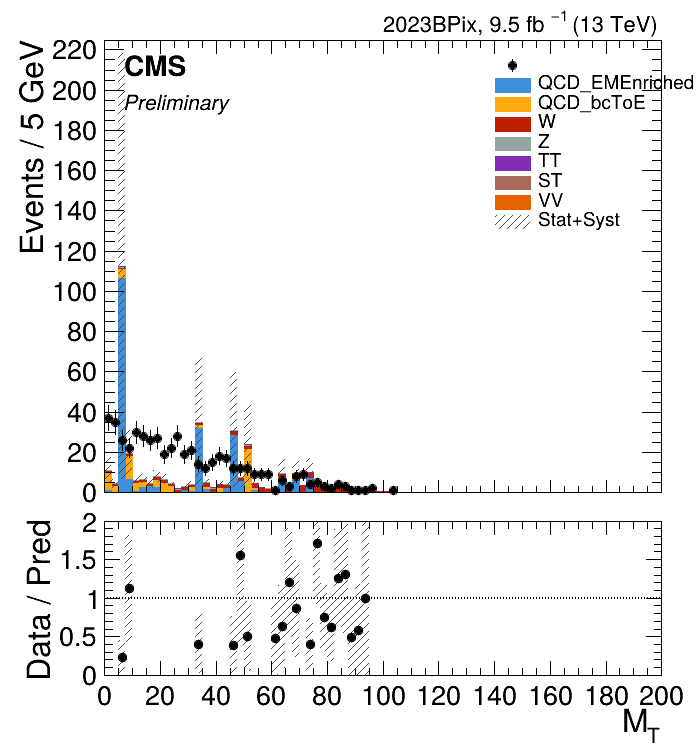 2023BPix, 9.5 fb⁻¹ (13 TeV)
CMS
Preliminary
Events / 5 GeV
220
200
180
160
140
120
100
80
60
40
20
0
QCD_EMEnriched
QCD_bcToE
W
Z
TT
ST
VV
Stat+Syst
Data / Pred
2
1.5
1
0.5
0
0 20 40 60 80 100 120 140 160 180 200
M_T